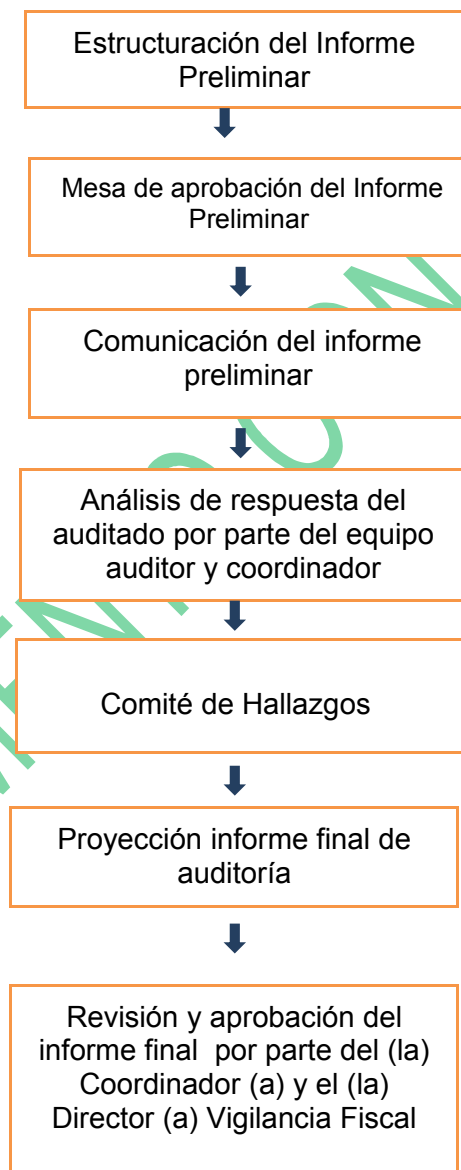 Estructuración del Informe
Preliminar
Mesa de aprobación del Informe
Preliminar
Comunicación del informe
preliminar
Análisis de respuesta del
auditado por parte del equipo
auditor y coordinador
Comité de Hallazgos
Proyección informe final de
auditoría
Revisión y aprobación del
informe final por parte del (la)
Coordinador (a) y el (la)
Director (a) Vigilancia Fiscal